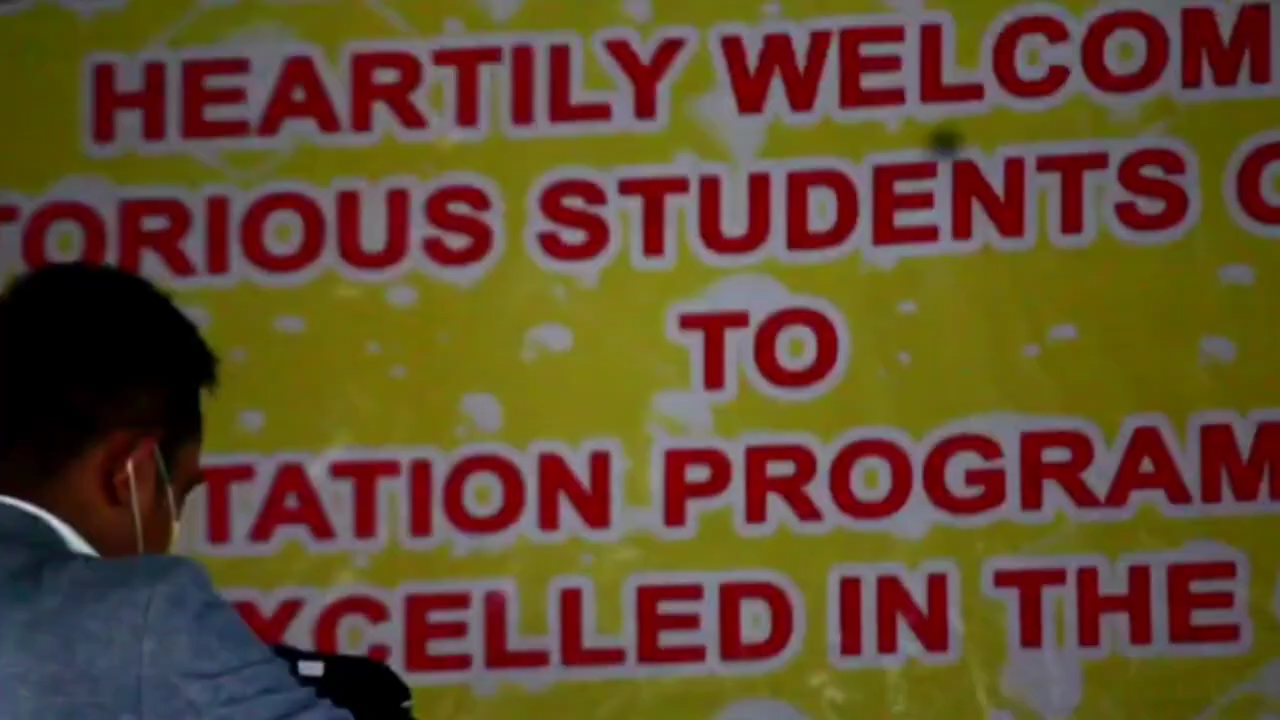 HEARTILY WELCOM
TORIOUS STUDENTS O
TO
TATION PROGRAM
XCELLED IN THE